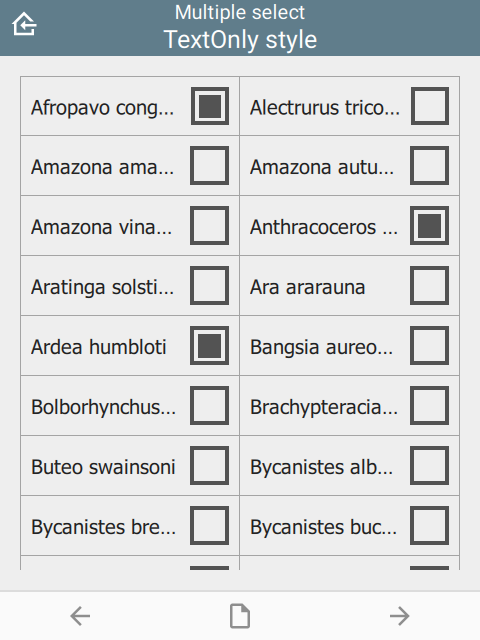 Multiple select
TextOnly style
Afropavo cong...
Alectrurus trico...
Amazona ama...
Amazona autu...
Amazona vina...
Anthracoceros ...
Aratinga solsti...
Ara ararauna
Ardea humbloti
Bangsia aureo...
Bolborhynchus...
Brachypteracia...
Buteo swainsoni
Bycanistes alb...
Bycanistes bre...
Bycanistes buc...